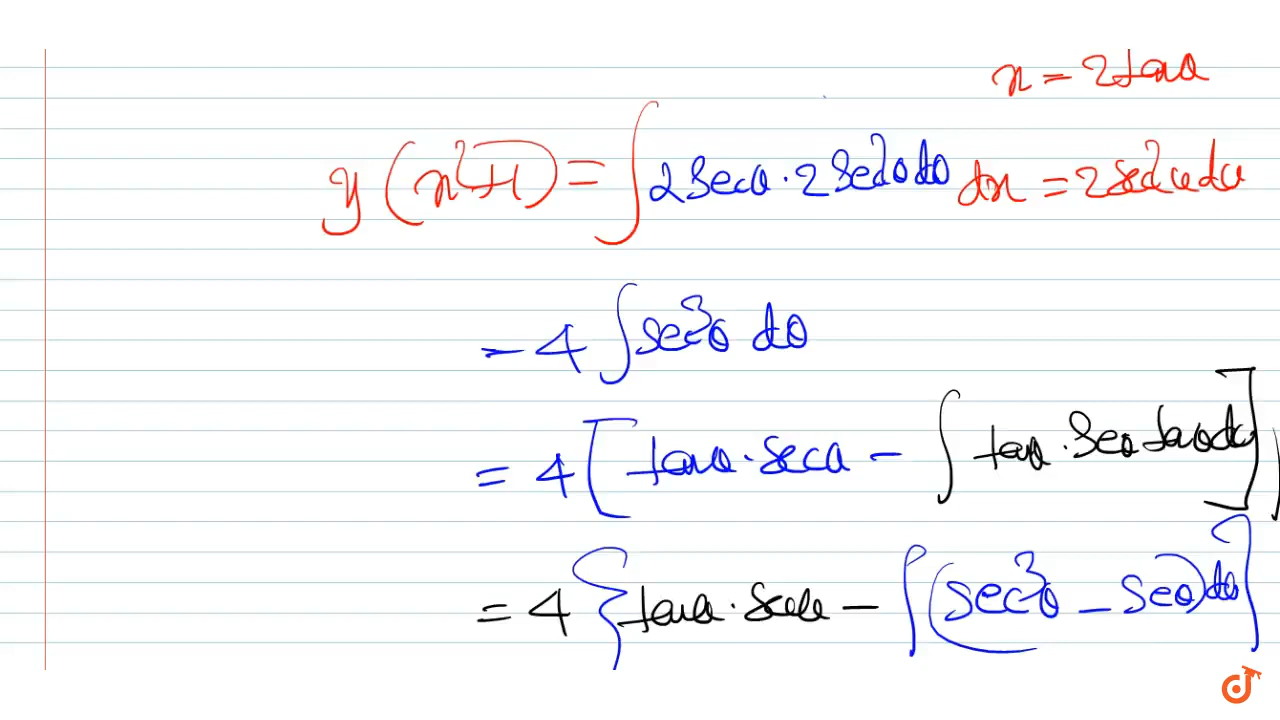 x = 2tanθ
y(x²+1) = ∫ 2secθ · 2sec²θ dθ dx = 2sec²θ dθ
= 4 ∫ sec³θ dθ
= 4 [ tanθ · secθ − ∫ tanθ · secθ tanθ dθ ]
= 4 { tanθ · secθ − ∫ (sec³θ − secθ) dθ }